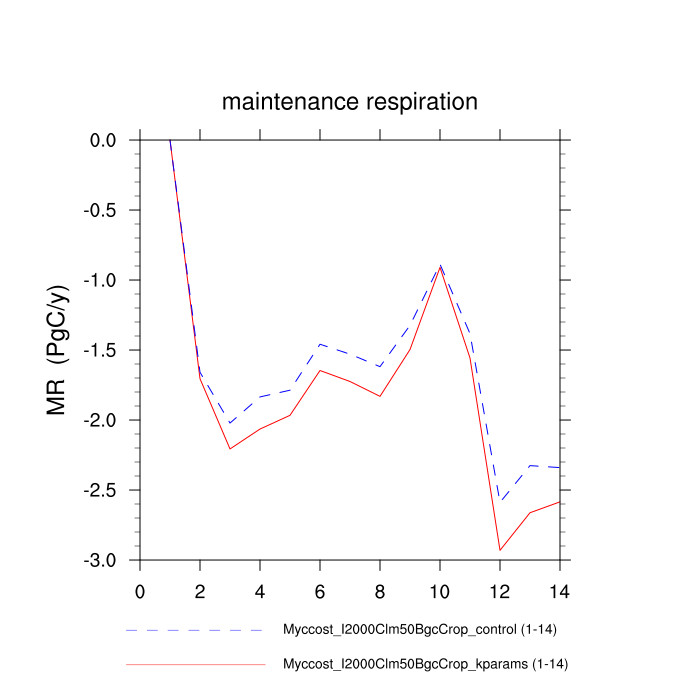 maintenance respiration
0.0
-0.5
-1.0
-1.5
-2.0
-2.5
-3.0
MR (PgC/y)
0 2 4 6 8 10 12 14
Myccost_I2000Clm50BgcCrop_control (1-14)
Myccost_I2000Clm50BgcCrop_kparams (1-14)